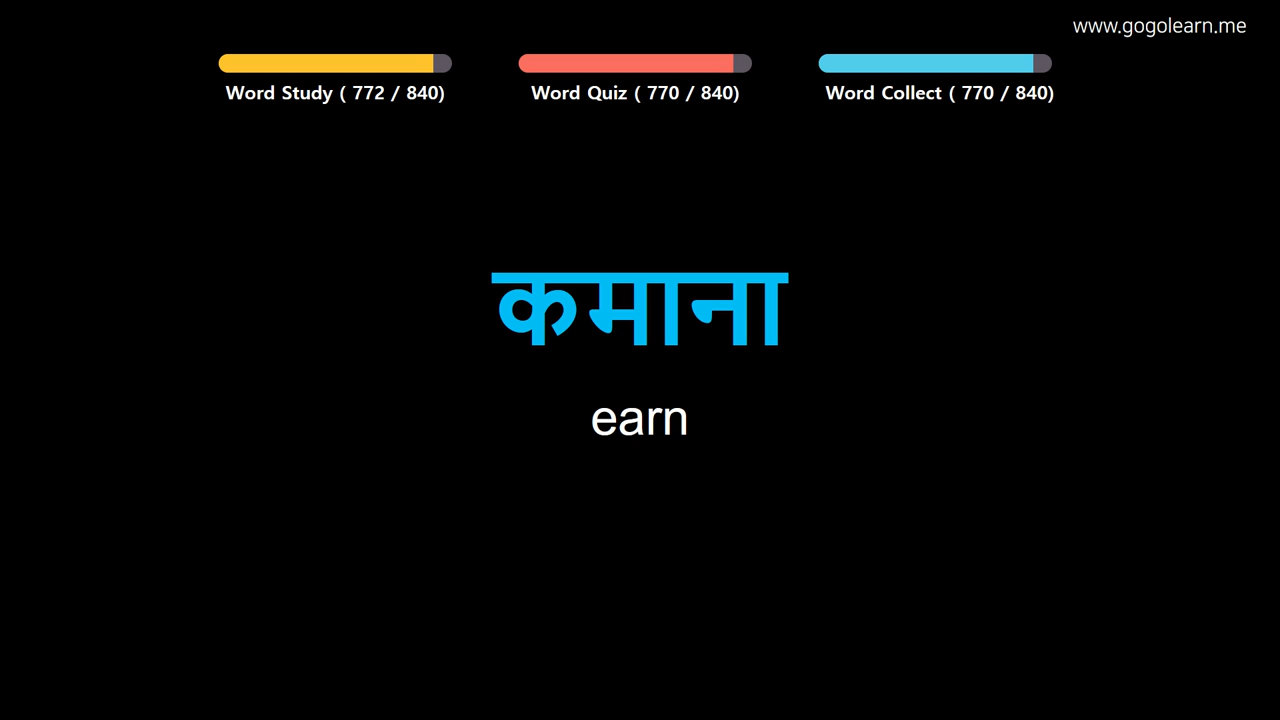 www.gogolearn.me
Word Study ( 772 / 840)
Word Quiz ( 770 / 840)
Word Collect ( 770 / 840)
कमाना
earn